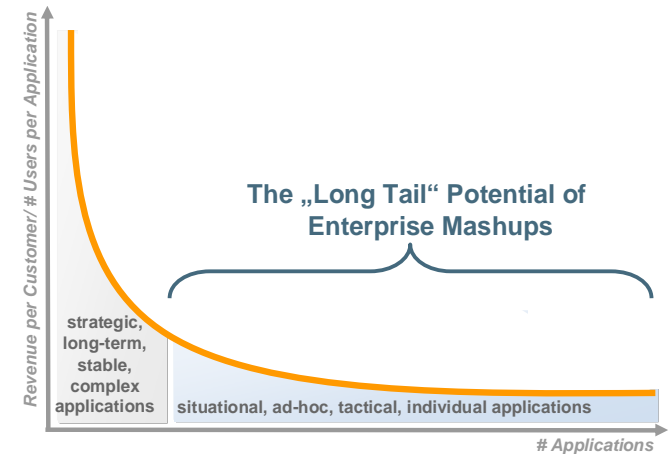 Revenue per Customer/ # Users per Application
The „Long Tail“ Potential of
Enterprise Mashups
strategic,
long-term,
stable,
complex
applications
situational, ad-hoc, tactical, individual applications
# Applications